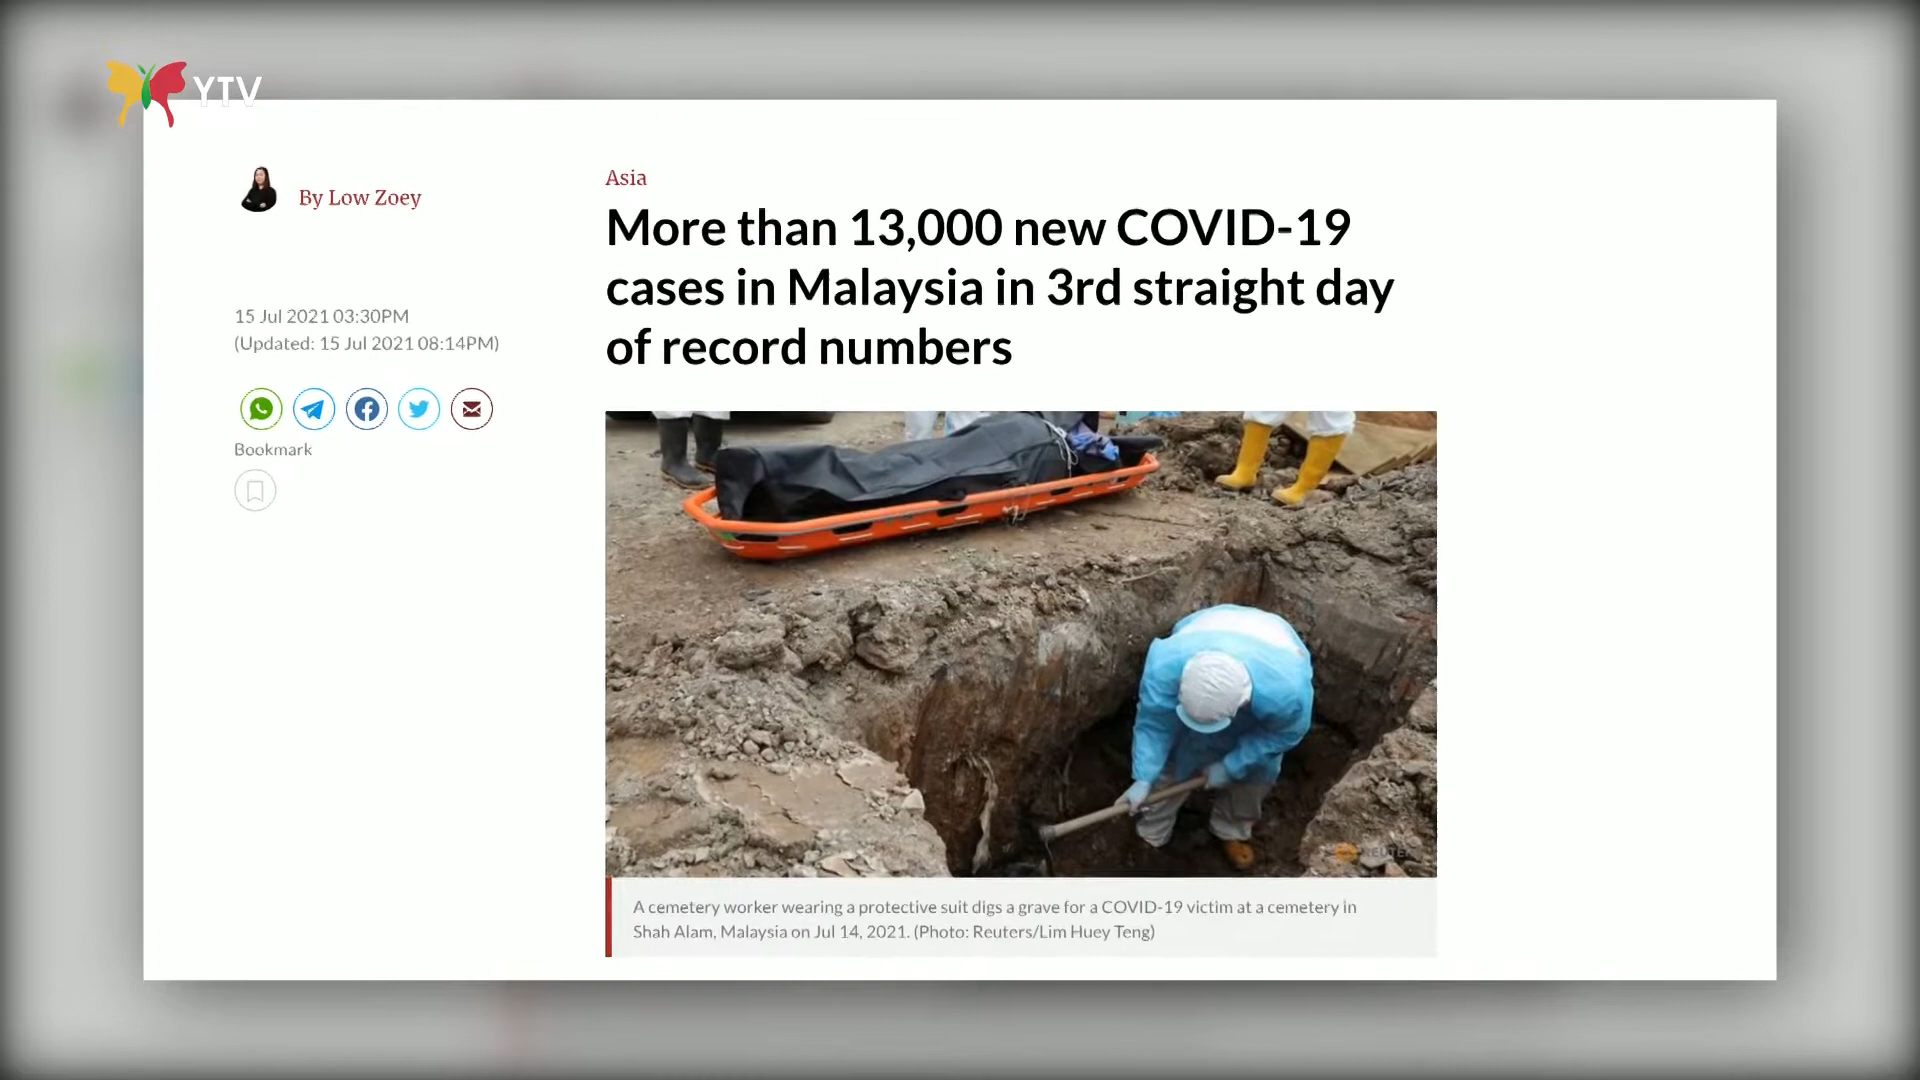 YTV
By Low Zoey
15 Jul 2021 03:30PM
(Updated: 15 Jul 2021 08:14PM)
Bookmark
Asia
More than 13,000 new COVID-19
cases in Malaysia in 3rd straight day
of record numbers
A cemetery worker wearing a protective suit digs a grave for a COVID-19 victim at a cemetery in
Shah Alam, Malaysia on Jul 14, 2021. (Photo: Reuters/Lim Huey Teng)